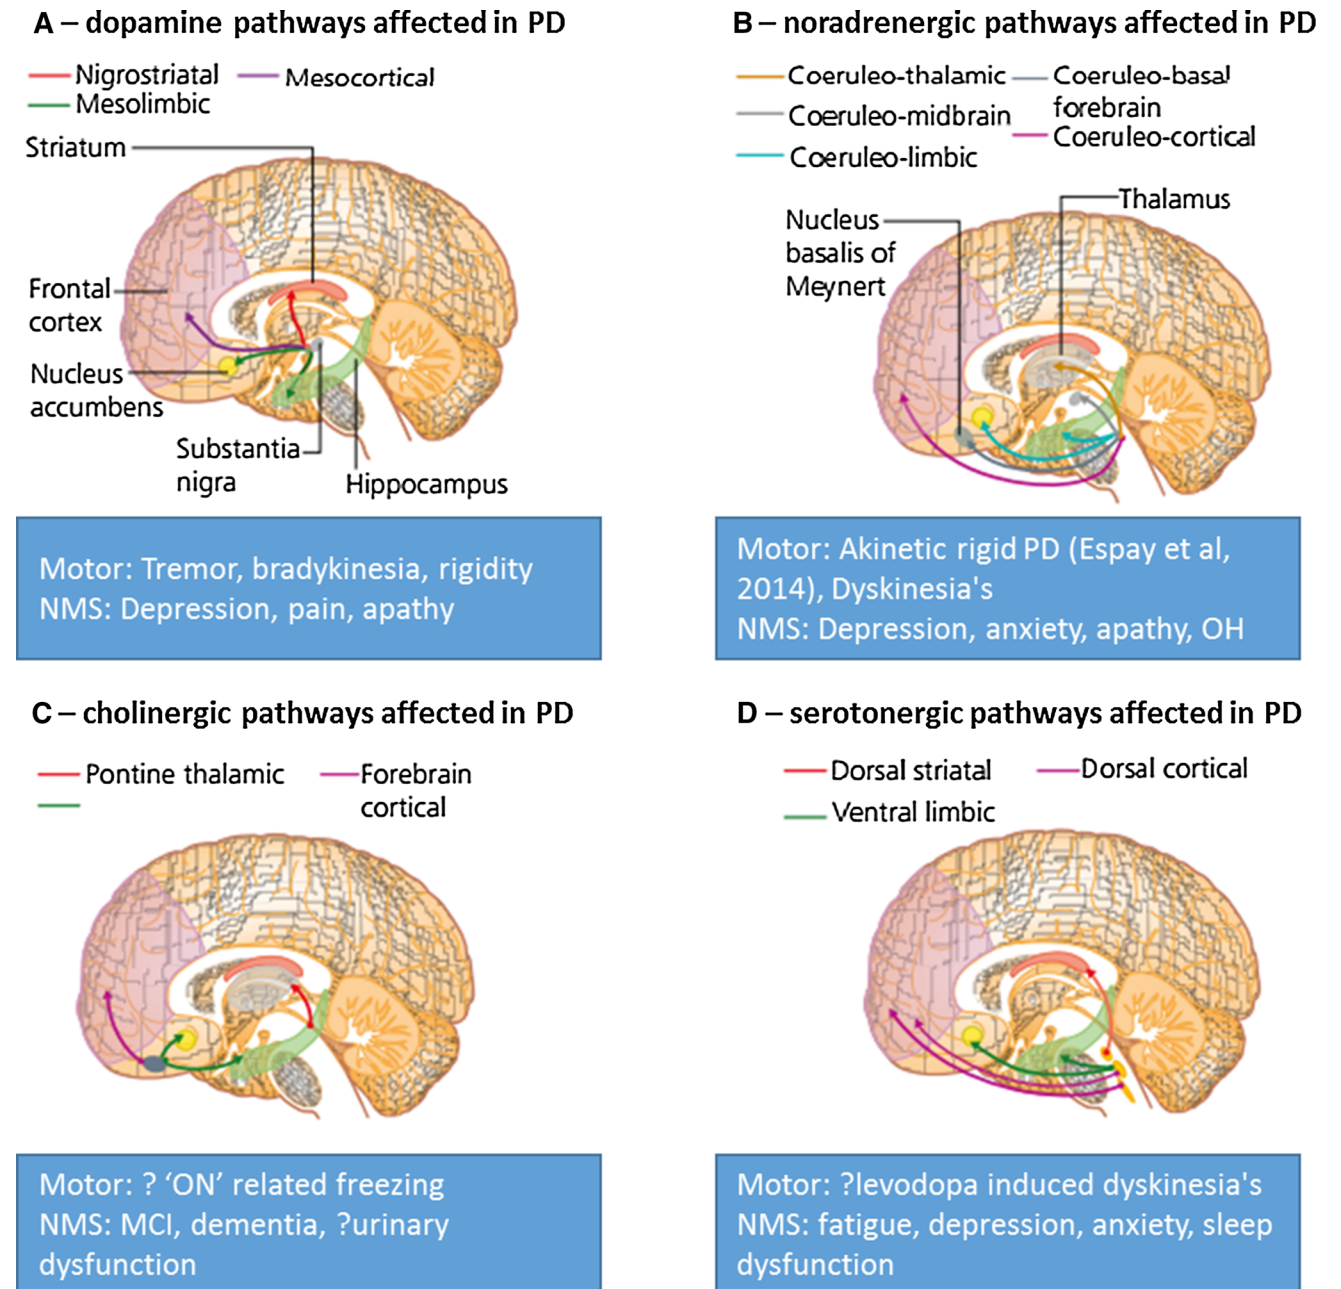 A – dopamine pathways affected in PD
Nigrostriatal
Mesocortical
Mesolimbic
Striatum
Frontal
cortex
Nucleus
accumbens
Substantia
nigra
Hippocampus
Motor: Tremor, bradykinesia, rigidity
NMS: Depression, pain, apathy
B – noradrenergic pathways affected in PD
Coeruleo-thalamic
Coeruleo-midbrain
Coeruleo-limbic
Coeruleo-basal
forebrain
Coeruleo-cortical
Thalamus
Nucleus
basalis of
Meynert
Motor: Akinetic rigid PD (Espay et al,
2014), Dyskinesia's
NMS: Depression, anxiety, apathy, OH
C – cholinergic pathways affected in PD
Pontine thalamic
Forebrain
cortical
Motor: ? ‘ON’ related freezing
NMS: MCI, dementia, ?urinary
dysfunction
D – serotonergic pathways affected in PD
Dorsal striatal
Dorsal cortical
Ventral limbic
Motor: ?levodopa induced dyskinesia's
NMS: fatigue, depression, anxiety, sleep
dysfunction